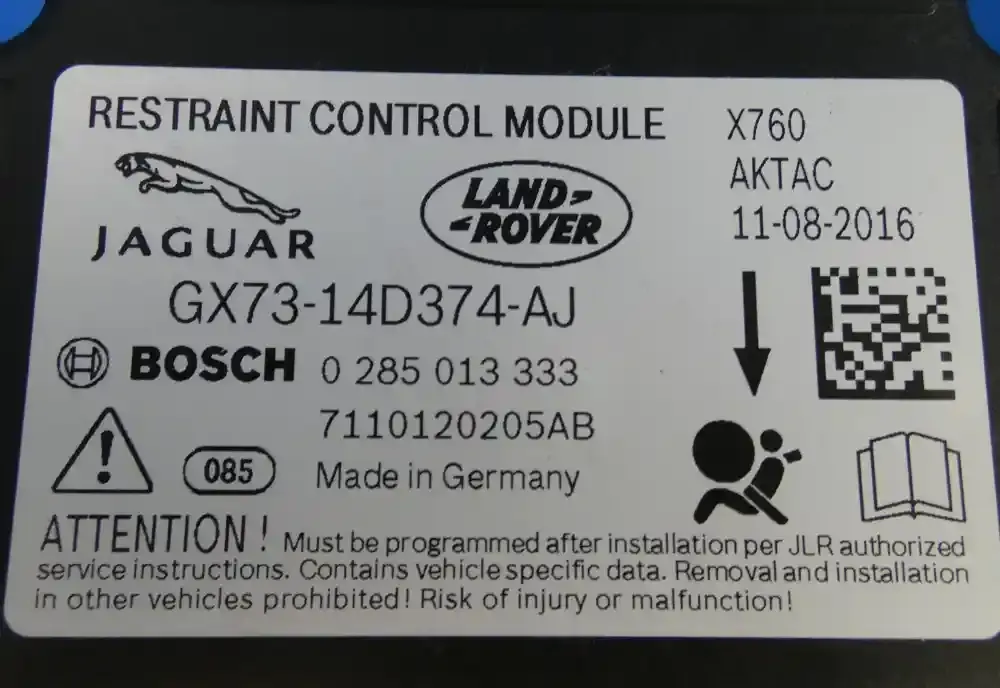 RESTRAINT CONTROL MODULE
X760
AKTAC
11-08-2016
JAGUAR
LAND-
-ROVER
GX73-14D374-AJ
BOSCH 0 285 013 333
7110120205AB
085 Made in Germany
ATTENTION ! Must be programmed after installation per JLR authorized
service instructions. Contains vehicle specific data. Removal and installation
in other vehicles prohibited! Risk of injury or malfunction!